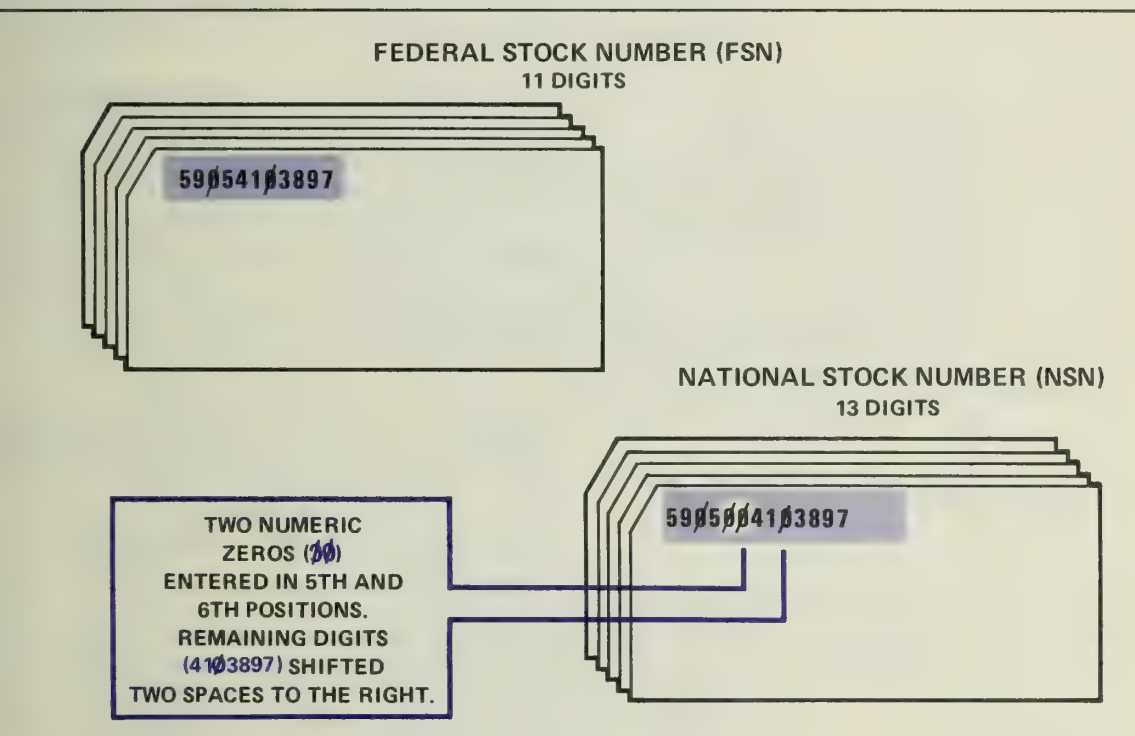 FEDERAL STOCK NUMBER (FSN)
11 DIGITS
59Ø541Ø3897
NATIONAL STOCK NUMBER (NSN)
13 DIGITS
59Ø5ØØ41Ø3897
TWO NUMERIC
ZEROS (ØØ)
ENTERED IN 5TH AND
6TH POSITIONS.
REMAINING DIGITS
(41Ø3897) SHIFTED
TWO SPACES TO THE RIGHT.